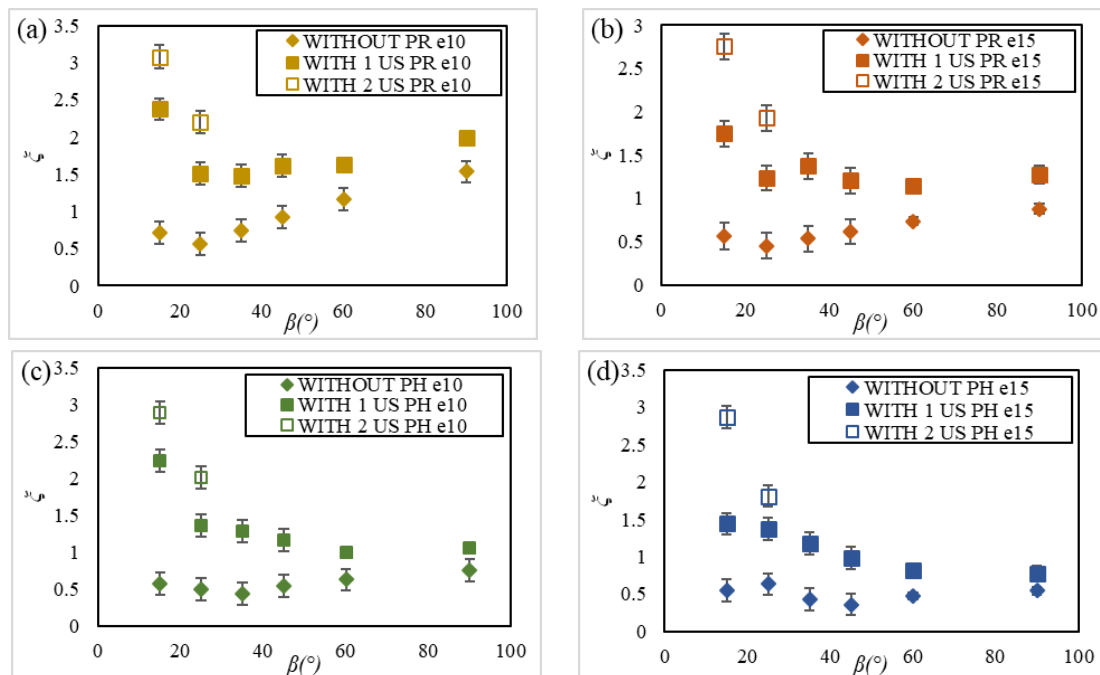 (a)
3.5
3
2.5
2
1.5
1
0.5
0
ξ
WITHOUT PR e10
WITH 1 US PR e10
WITH 2 US PR e10
0 20 40 60 80 100
β(°)
(b)
3
2.5
2
1.5
1
0.5
0
ξ
WITHOUT PR e15
WITH 1 US PR e15
WITH 2 US PR e15
0 20 40 60 80 100
β(°)
(c)
3.5
3
2.5
2
1.5
1
0.5
0
ξ
WITHOUT PH e10
WITH 1 US PH e10
WITH 2 US PH e10
0 20 40 60 80 100
β(°)
(d)
3.5
3
2.5
2
1.5
1
0.5
0
ξ
WITHOUT PH e15
WITH 1 US PH e15
WITH 2 US PH e15
0 20 40 60 80 100
β(°)